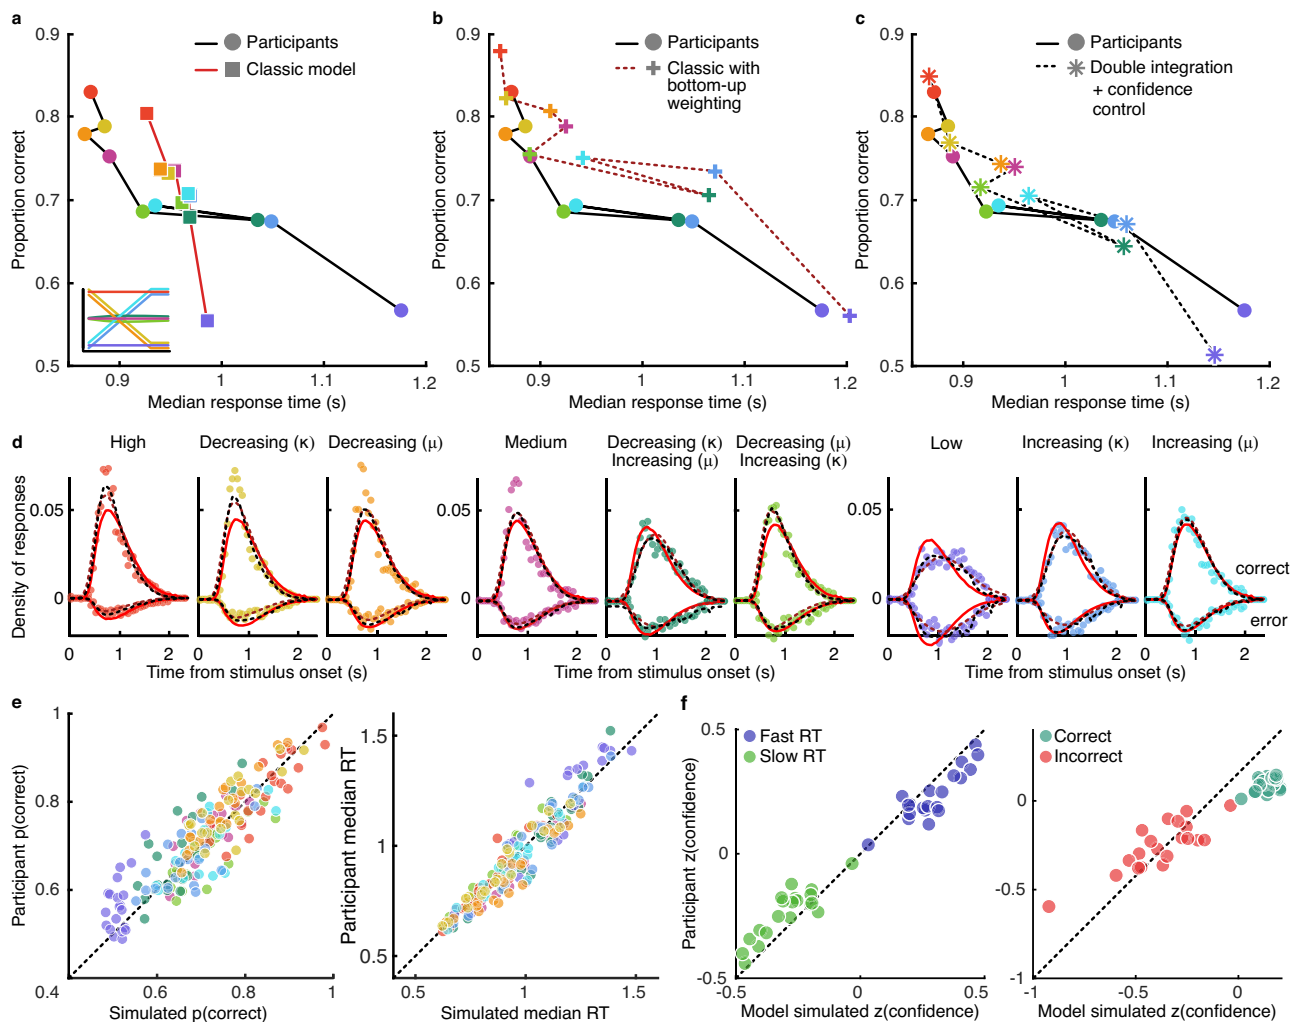 a
0.9
0.8
0.7
0.6
0.5
Proportion correct
Participants
Classic model
0.9
1
1.1
1.2
Median response time (s)
b
0.9
0.8
0.7
0.6
0.5
Proportion correct
Participants
Classic with
bottom-up
weighting
0.9
1
1.1
1.2
Median response time (s)
c
0.9
0.8
0.7
0.6
0.5
Proportion correct
Participants
Double integration
+ confidence
control
0.9
1
1.1
1.2
Median response time (s)
d
High
Decreasing (κ)
Decreasing (μ)
Medium
Decreasing (κ)
Increasing (μ)
Decreasing (μ)
Increasing (κ)
Low
Increasing (κ)
Increasing (μ)
Density of responses
0.05
0
0.05
0
0.05
0
correct
error
0 1 2
0 1 2
0 1 2
0 1 2
0 1 2
0 1 2
0 1 2
0 1 2
0 1 2
Time from stimulus onset (s)
Time from stimulus onset (s)
Time from stimulus onset (s)
e
Participant p(correct)
1
0.8
0.6
0.4
0.4
0.6
0.8
1
Simulated p(correct)
Participant median RT
1.5
1
0.5
0.5
1
1.5
Simulated median RT
f
Participant z(confidence)
0.5
0
-0.5
Fast RT
Slow RT
-0.5
0
0.5
Model simulated z(confidence)
Correct
Incorrect
0
-0.5
-1
-1
-0.5
0
Model simulated z(confidence)